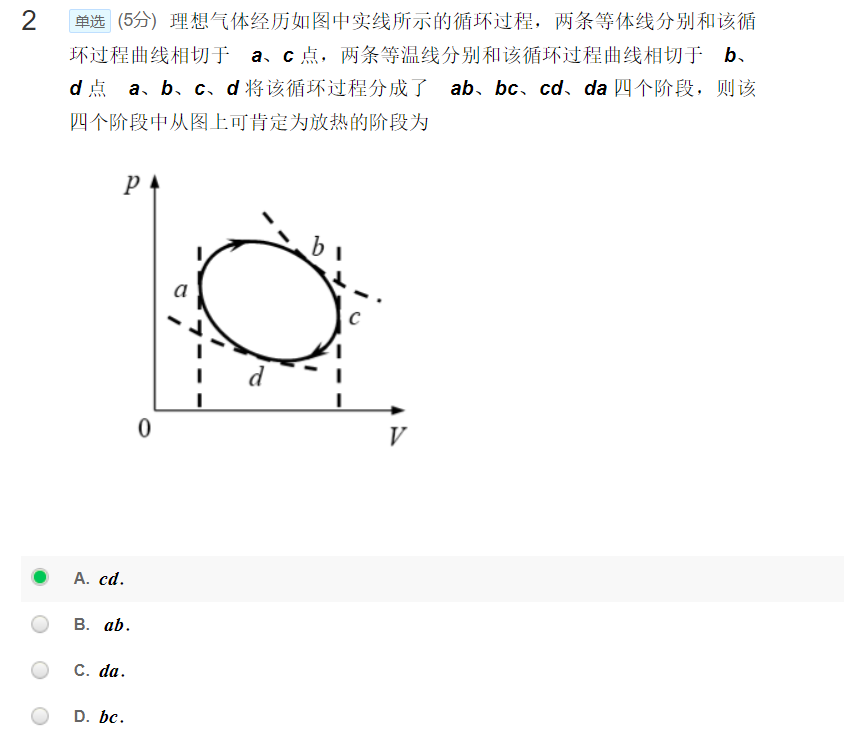 2 单选 (5分) 理想气体经历如图中实线所示的循环过程，两条等体线分别和该循
环过程曲线相切于 a、c 点，两条等温线分别和该循环过程曲线相切于 b、
d 点 a、b、c、d 将该循环过程分成了 ab、bc、cd、da 四个阶段，则该
四个阶段中从图上可肯定为放热的阶段为
p
b
a
c
d
0
V
A. cd.
B. ab.
C. da.
D. bc.